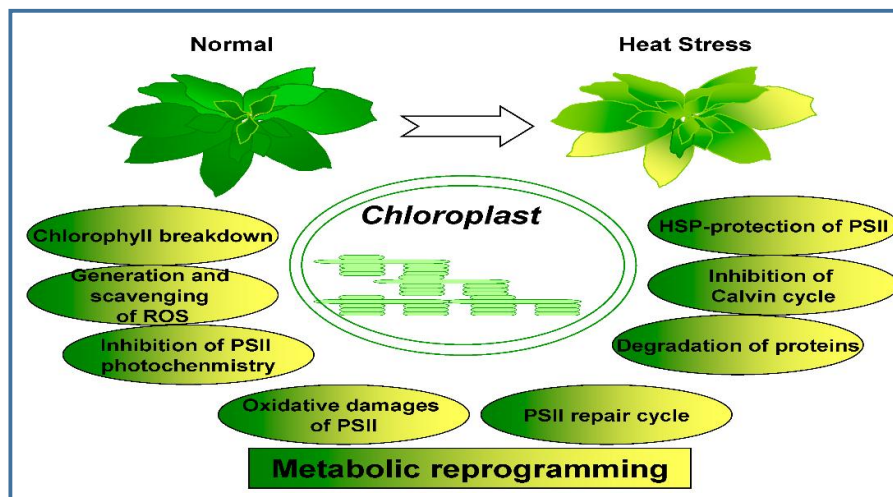 Normal
Heat Stress
Chloroplast
Chlorophyll breakdown
Generation and
scavenging
of ROS
Inhibition of PSII
photochenmistry
HSP-protection of PSII
Inhibition of
Calvin cycle
Degradation of proteins
Oxidative damages
of PSII
PSII repair cycle
Metabolic reprogramming